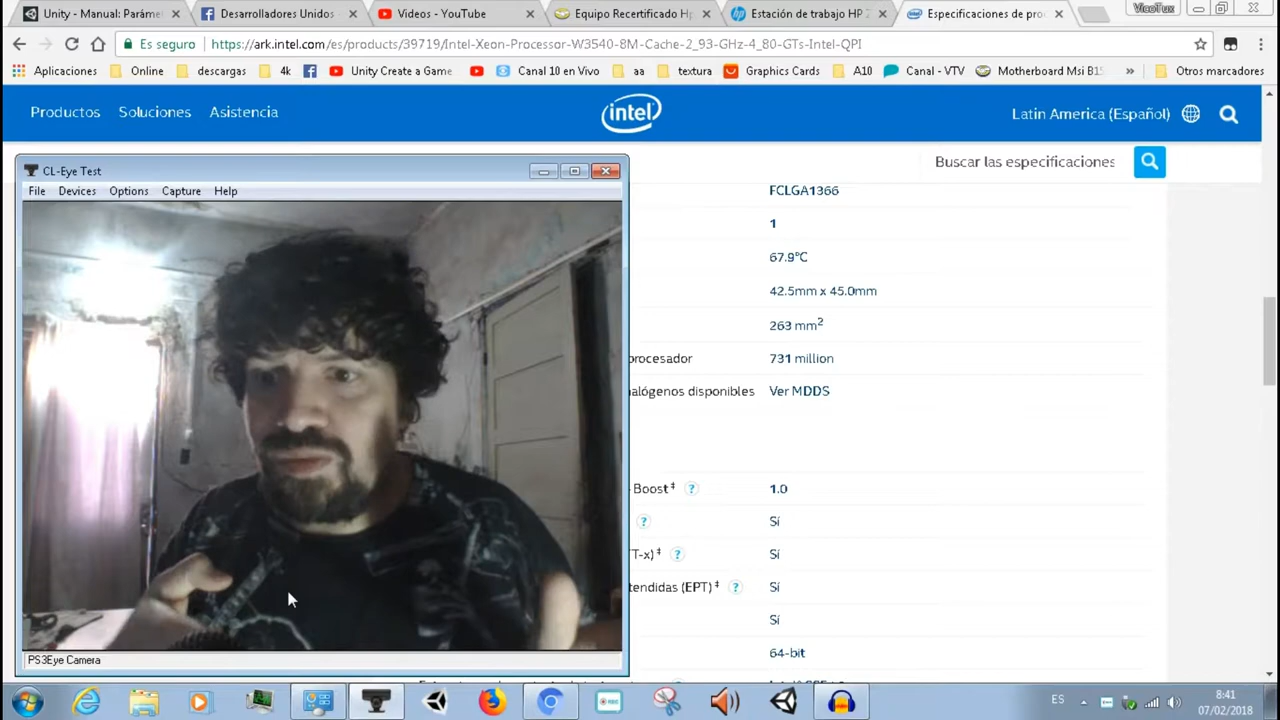 Unity - Manual: Paráme
Desarrolladores Unidos
Videos - YouTube
Equipo Recertificado H
Estación de trabajo HP Z
Especificaciones de pro
VicoTux
Es seguro
https://ark.intel.com/es/products/39719/Intel-Xeon-Processor-W3540-8M-Cache-2_93-GHz-4_80-GTs-Intel-QPI
Aplicaciones
Online
descargas
4k
Unity Create a Game
Canal 10 en Vivo
aa
textura
Graphics Cards
A10
Canal - VTV
Motherboard Msi B15
»
Otros marcadores
Productos
Soluciones
Asistencia
intel
Latin America (Español)
Buscar las especificaciones
CL-Eye Test
File Devices Options Capture Help
FCLGA1366
1
67.9°C
42.5mm x 45.0mm
263 mm²
procesador 731 million
nalógenos disponibles Ver MDDS
Boost‡ ? 1.0
? Sí
T-x)‡ ? Sí
tendidas (EPT)‡ ? Sí
Sí
64-bit
PS3Eye Camera
ES
8:41
07/02/2018